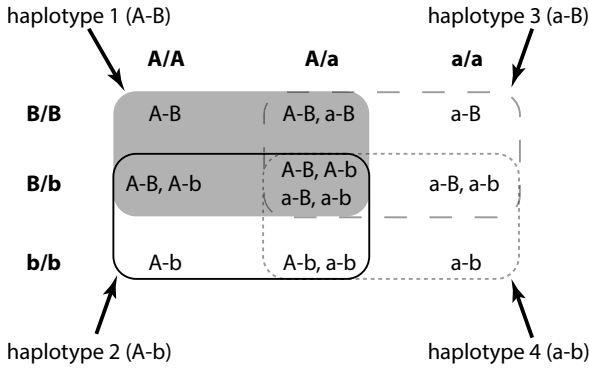 haplotype 1 (A-B) haplotype 3 (a-B)
A/A A/a a/a
B/B A-B A-B, a-B a-B
B/b A-B, A-b A-B, A-b a-B, a-b a-B, a-b
b/b A-b A-b, a-b a-b
haplotype 2 (A-b) haplotype 4 (a-b)